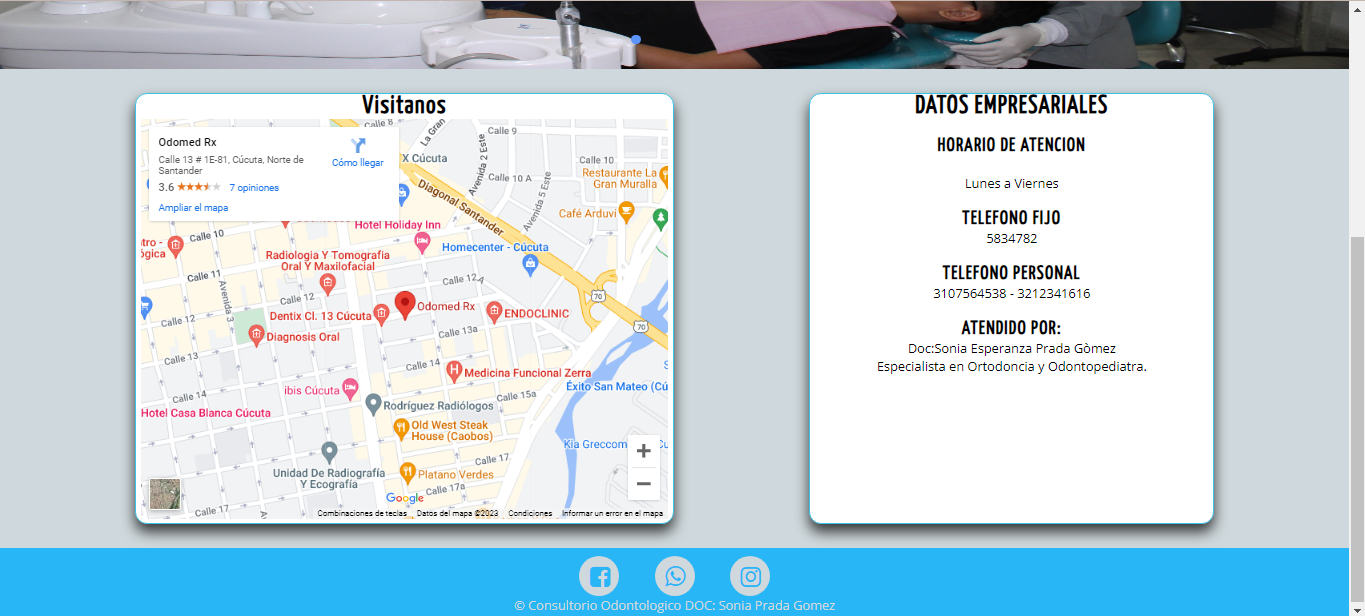 Visitanos
Odomed Rx
Calle 13 # 1E-81, Cúcuta, Norte de
Santander
3.6
7 opiniones
Ampliar el mapa
Cómo llegar
Calle 8
La Gran
Calle 9
X Cúcuta
Avenida 2 Este
Calle 10
Restaurante La
Gran Muralla
Calle 10 A
Diagonal Santander
Avenida 5 Este
Café Arduvi
Hotel Holiday Inn
Calle 10
tro -
ógica
Homecenter - Cúcuta
Radiologia Y Tomografia
Oral Y Maxilofacial
Calle 11
Avenida 3
Calle 12
Calle 12
70
Odomed Rx
Dentix Cl. 13 Cúcuta
ENDOCLINIC
Calle 12
70
Diagnosis Oral
Calle 13a
Calle 13
Calle 14
Medicina Funcional Zerra
ibis Cúcuta
Éxito San Mateo (Cú
Calle 14
Calle 15a
Rodríguez Radiólogos
Hotel Casa Blanca Cúcuta
Old West Steak
House (Caobos)
Kia Greccom
Cu
Calle 17
Unidad De Radiografía
Y Ecografía
Platano Verdes
Calle 17a
Google
Calle 17
Combinaciones de teclas
Datos del mapa ©2023
Condiciones
Informar un error en el mapa
DATOS EMPRESARIALES
HORARIO DE ATENCION
Lunes a Viernes
TELEFONO FIJO
5834782
TELEFONO PERSONAL
3107564538 - 3212341616
ATENDIDO POR:
Doc:Sonia Esperanza Prada Gòmez
Especialista en Ortodoncia y Odontopediatra.
© Consultorio Odontologico DOC: Sonia Prada Gomez